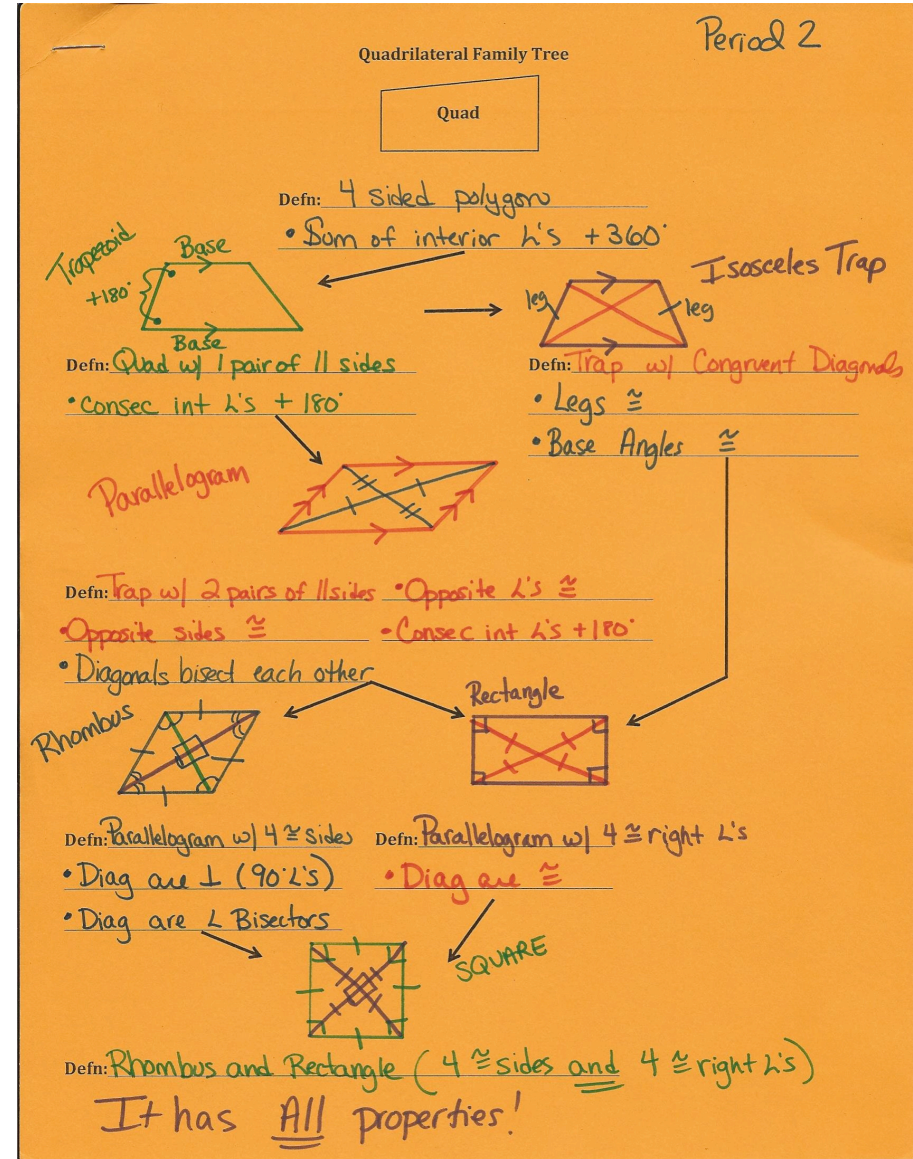 Period 2
Quadrilateral Family Tree
Quad
Defn: 4 sided polygon
• Sum of interior ∠'s + 360°
Trapezoid
Base
+180°
Base
Isosceles Trap
leg
leg
Defn: Quad w/ 1 pair of || sides
• Consec int ∠'s + 180°
Defn: Trap w/ Congruent Diagonals
• Legs ≅
• Base Angles ≅
Parallelogram
Defn: Trap w/ 2 pairs of || sides • Opposite ∠'s ≅
• Opposite sides ≅ • Consec int ∠'s + 180°
• Diagonals bisect each other
Rhombus
Rectangle
Defn: Parallelogram w/ 4 ≅ sides
• Diag are ⊥ (90° ∠'s)
• Diag are ∠ Bisectors
Defn: Parallelogram w/ 4 ≅ right ∠'s
• Diag are ≅
SQUARE
Defn: Rhombus and Rectangle (4 ≅ sides and 4 ≅ right ∠'s)
It has All properties!